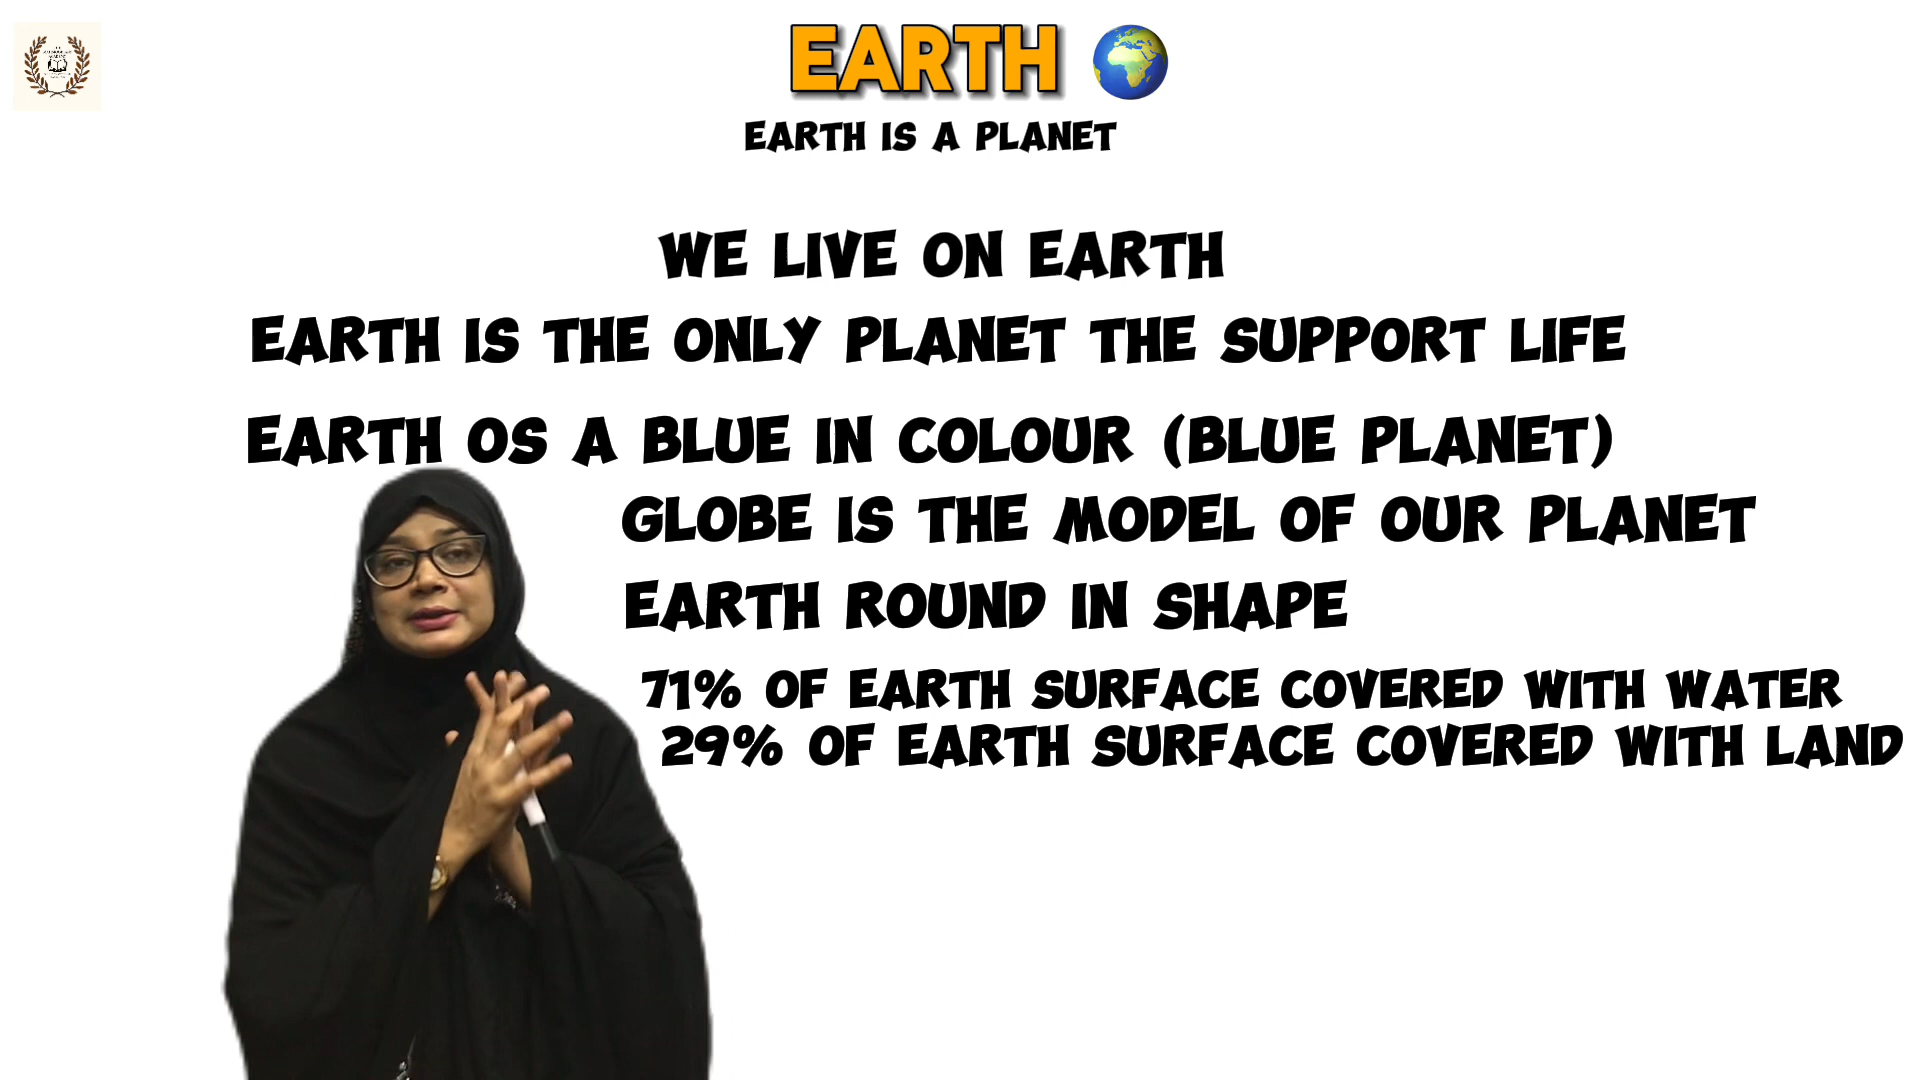 EARTH
EARTH IS A PLANET
WE LIVE ON EARTH
EARTH IS THE ONLY PLANET THE SUPPORT LIFE
EARTH OS A BLUE IN COLOUR (BLUE PLANET)
GLOBE IS THE MODEL OF OUR PLANET
EARTH ROUND IN SHAPE
71% OF EARTH SURFACE COVERED WITH WATER
29% OF EARTH SURFACE COVERED WITH LAND